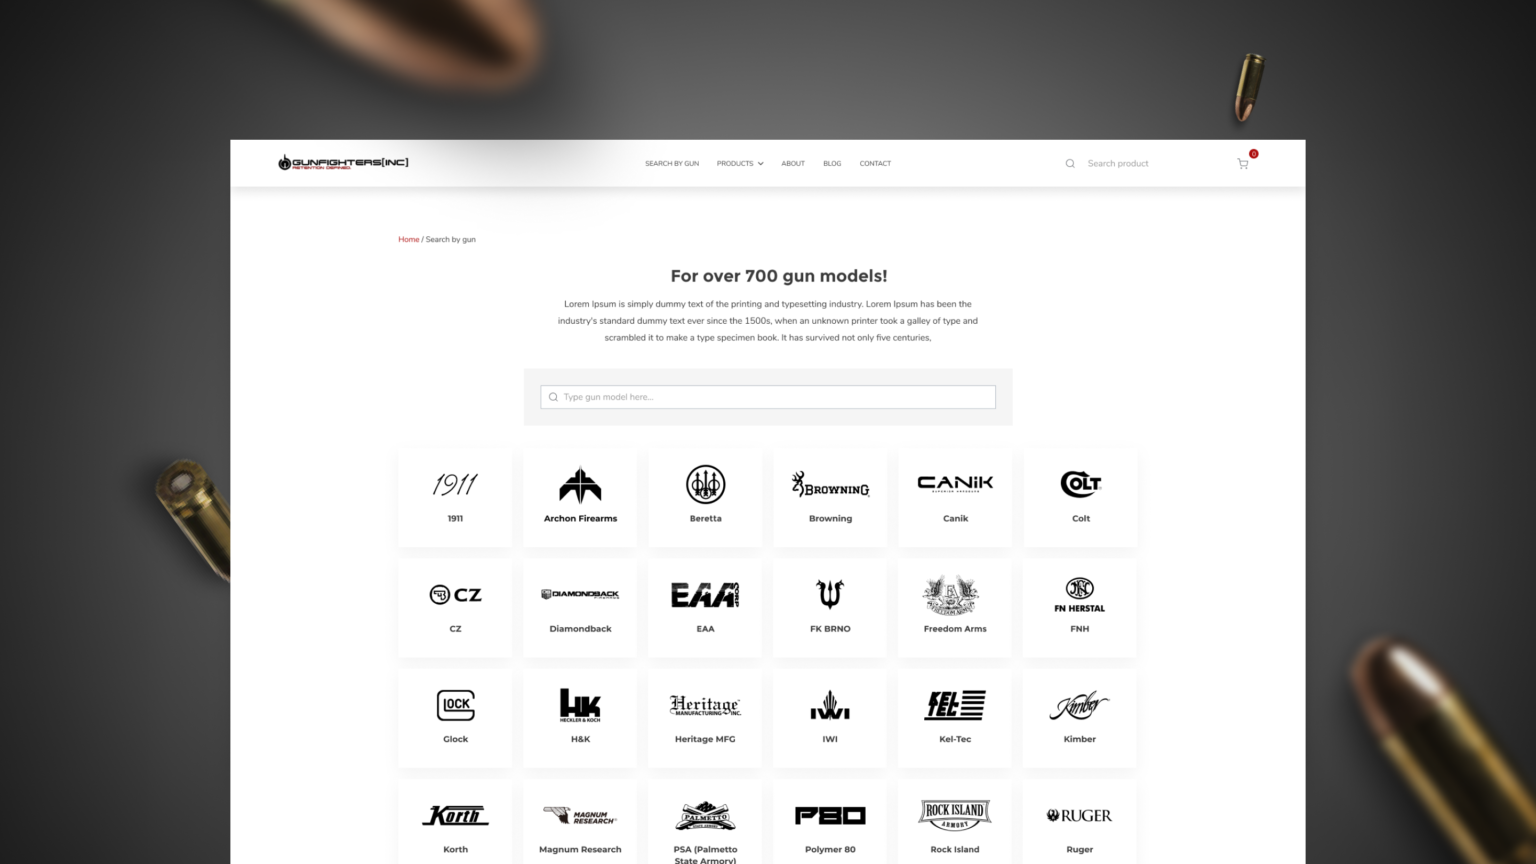 GUNFIGHTERS[INC]
RETENTION DEFINED.
SEARCH BY GUN PRODUCTS ABOUT BLOG CONTACT
Search product
0
Home / Search by gun
For over 700 gun models!
Lorem Ipsum is simply dummy text of the printing and typesetting industry. Lorem Ipsum has been the
industry's standard dummy text ever since the 1500s, when an unknown printer took a galley of type and
scrambled it to make a type specimen book. It has survived not only five centuries,
Type gun model here...
1911
BROWNING
CANiK
COLT
1911
Archon Firearms
Beretta
Browning
Canik
Colt
CZ
DIAMONDBACK
FIREARMS
EAA CORP
FREEDOM ARMS
FN
FN HERSTAL
CZ
Diamondback
EAA
FK BRNO
Freedom Arms
FNH
GLOCK
HK
HECKLER & KOCH
Heritage
MANUFACTURING INC.
IWI
KEL
TEC
Kimber
Glock
H&K
Heritage MFG
IWI
Kel-Tec
Kimber
Korth
MAGNUM
RESEARCH
PALMETTO
STATE ARMORY
P80
ROCK ISLAND
ARMORY
RUGER
Korth
Magnum Research
PSA (Palmetto
State Armory)
Polymer 80
Rock Island
Ruger